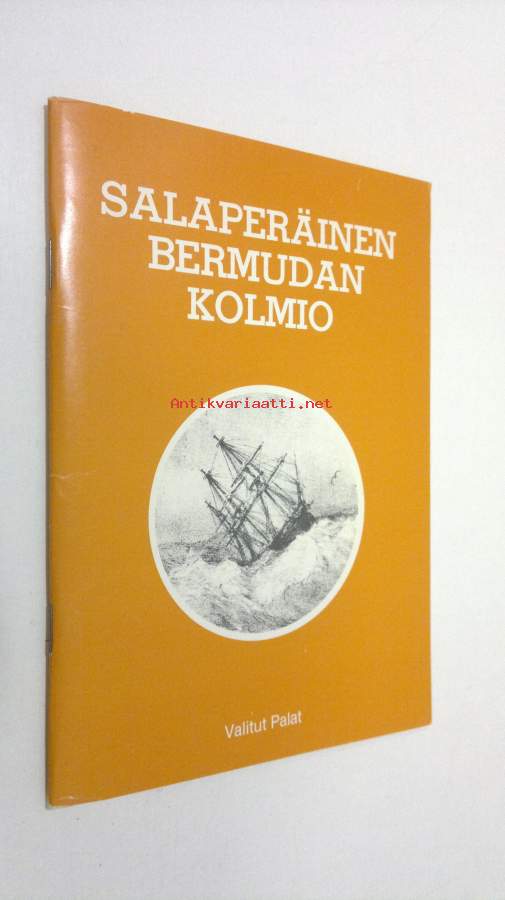 SALAPERÄINEN
BERMUDAN
KOLMIO
Antikvariaatti.net
Valitut Palat